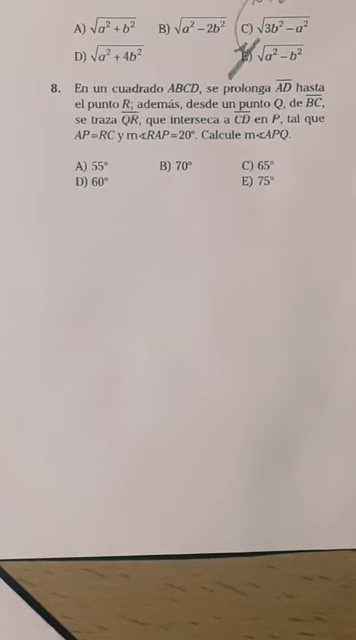 A) √a² + b² B) √a² – 2b² C) √3b² – a²
D) √a² + 4b² E) √a² – b²
8. En un cuadrado ABCD, se prolonga AD hasta
el punto R; además, desde un punto Q, de BC,
se traza QR, que interseca a CD en P, tal que
AP=RC y m∢RAP=20°. Calcule m∢APQ.
A) 55° B) 70° C) 65°
D) 60° E) 75°